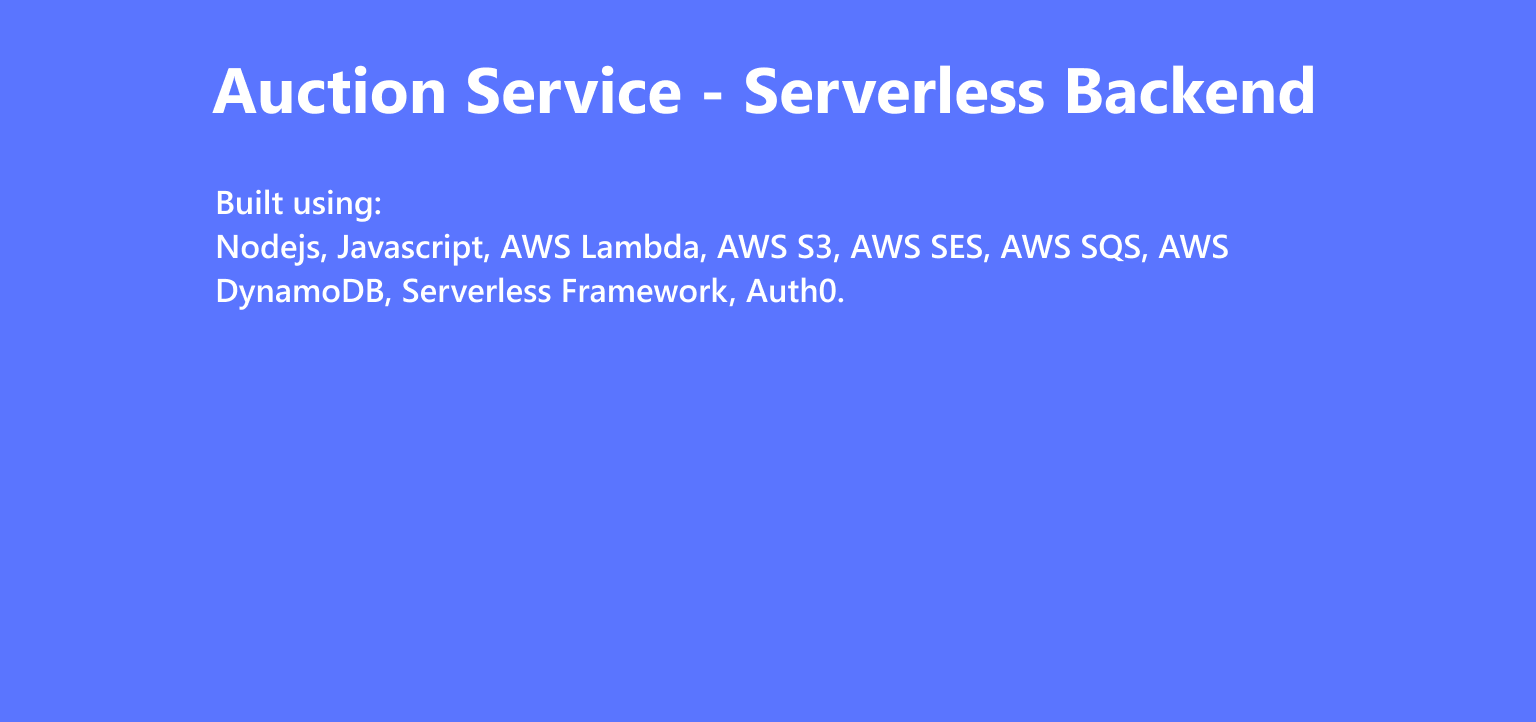 Auction Service - Serverless Backend
Built using:
Nodejs, Javascript, AWS Lambda, AWS S3, AWS SES, AWS SQS, AWS
DynamoDB, Serverless Framework, Auth0.